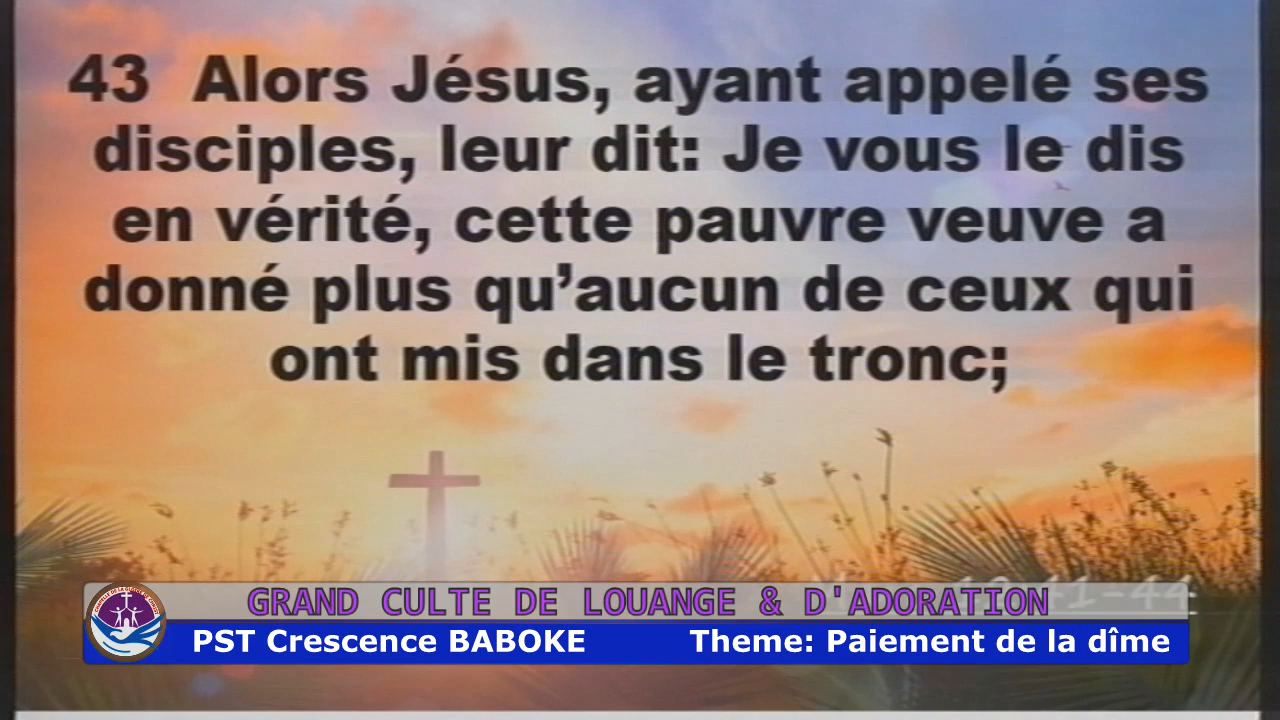 43 Alors Jésus, ayant appelé ses
disciples, leur dit: Je vous le dis
en vérité, cette pauvre veuve a
donné plus qu’aucun de ceux qui
ont mis dans le tronc;
GRAND CULTE DE LOUANGE & D'ADORATION
PST Crescence BABOKE Theme: Paiement de la dîme